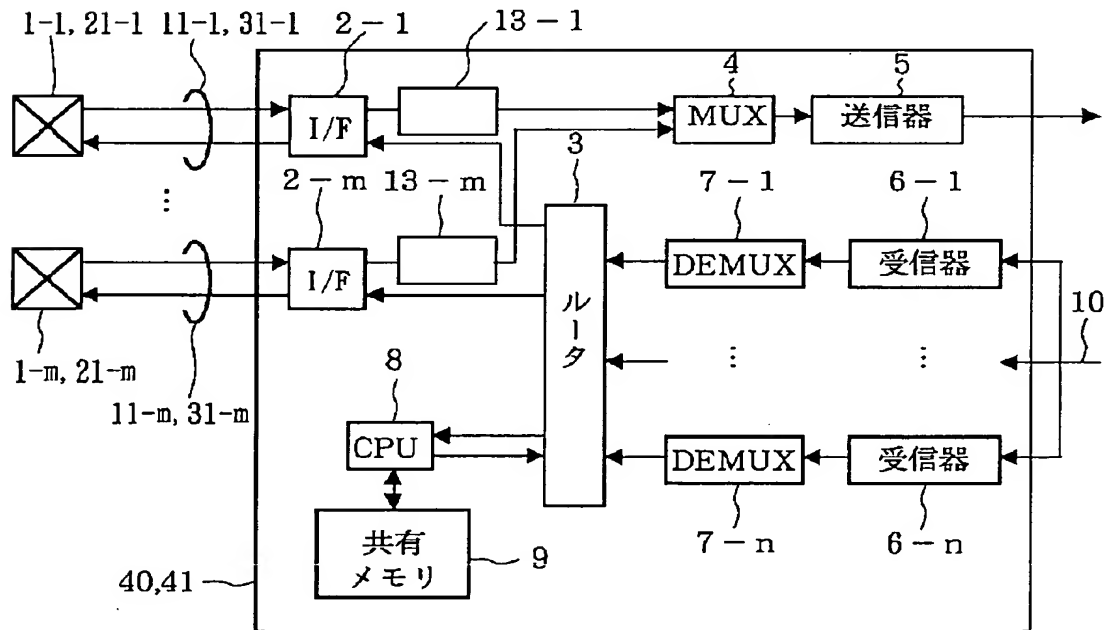 1-1, 21-1
11-1, 31-1
2-1
13-1
4
5
I/F
MUX
送信器
2-m
13-m
3
7-1
6-1
I/F
DEMUX
受信器
ルータ
10
1-m, 21-m
11-m, 31-m
8
CPU
DEMUX
受信器
7-n
6-n
共有
メモリ
9
40,41